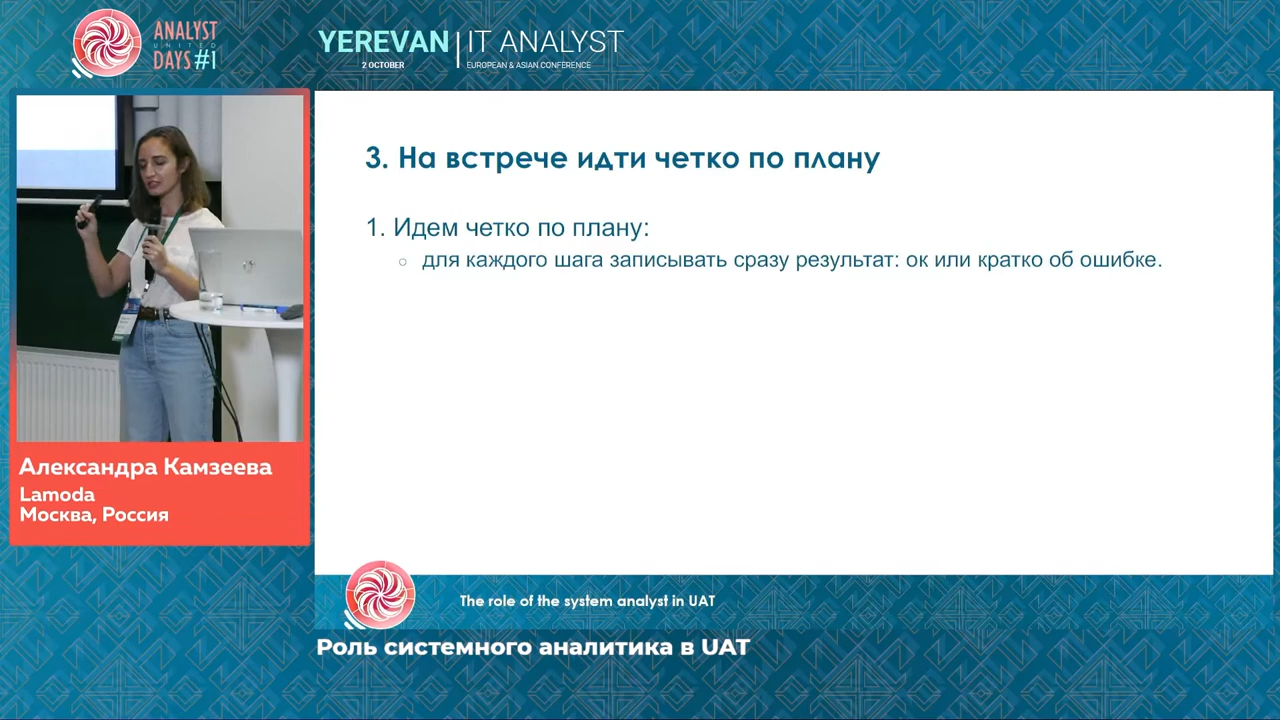 ANALYST
UNITED
DAYS #1
YEREVAN
2 OCTOBER
IT ANALYST
EUROPEAN & ASIAN CONFERENCE
3. На встрече идти четко по плану
1. Идем четко по плану:
○ для каждого шага записывать сразу результат: ок или кратко об ошибке.
Александра Камзеева
Lamoda
Москва, Россия
The role of the system analyst in UAT
Роль системного аналитика в UAT